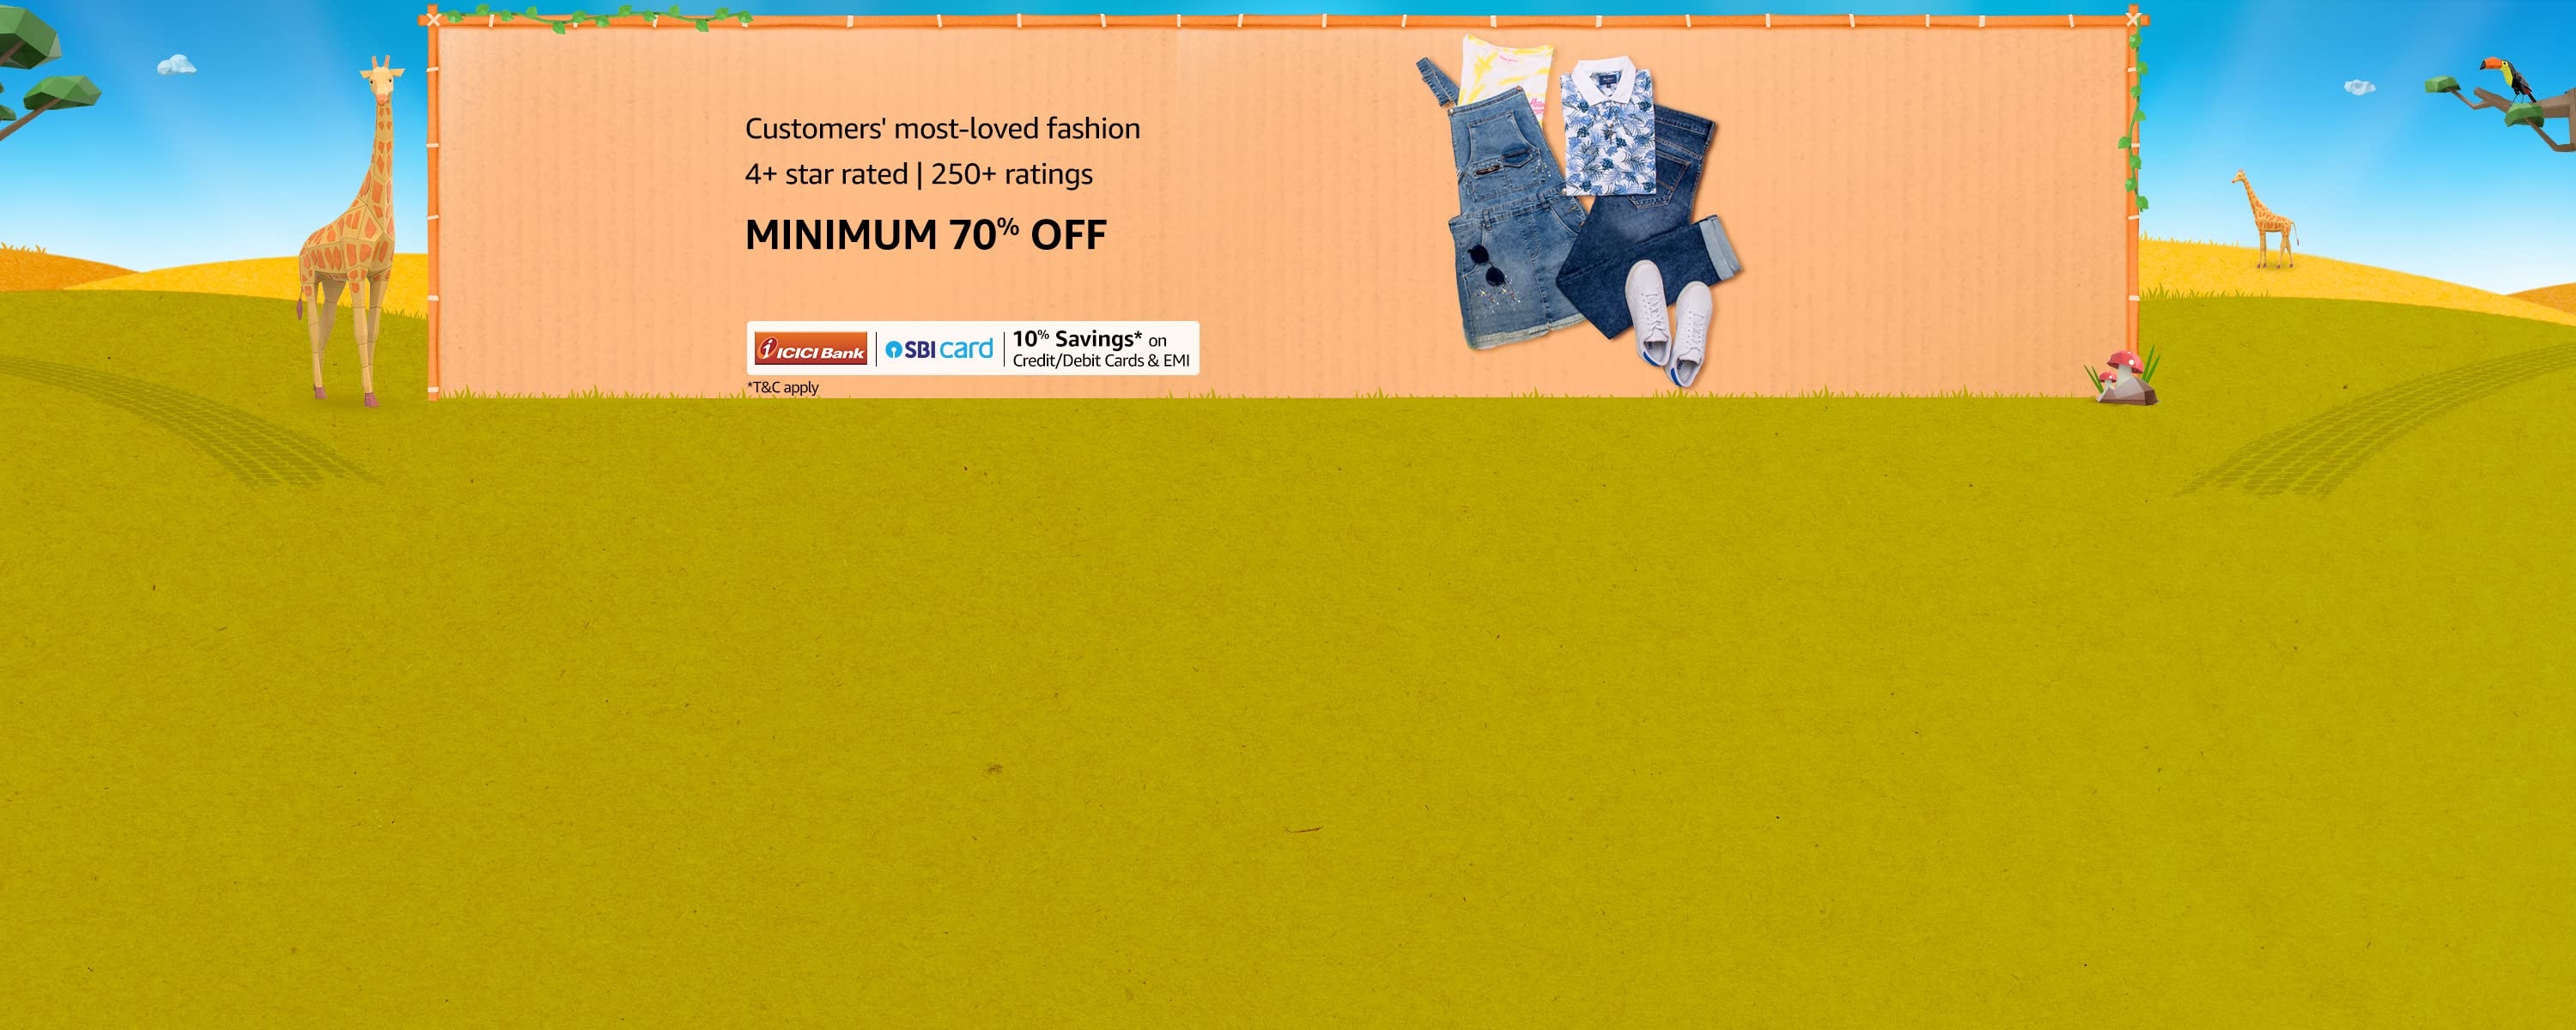 Customers' most-loved fashion
4+ star rated | 250+ ratings
MINIMUM 70% OFF
ICICI Bank | SBI card | 10% Savings* on
Credit/Debit Cards & EMI
*T&C apply